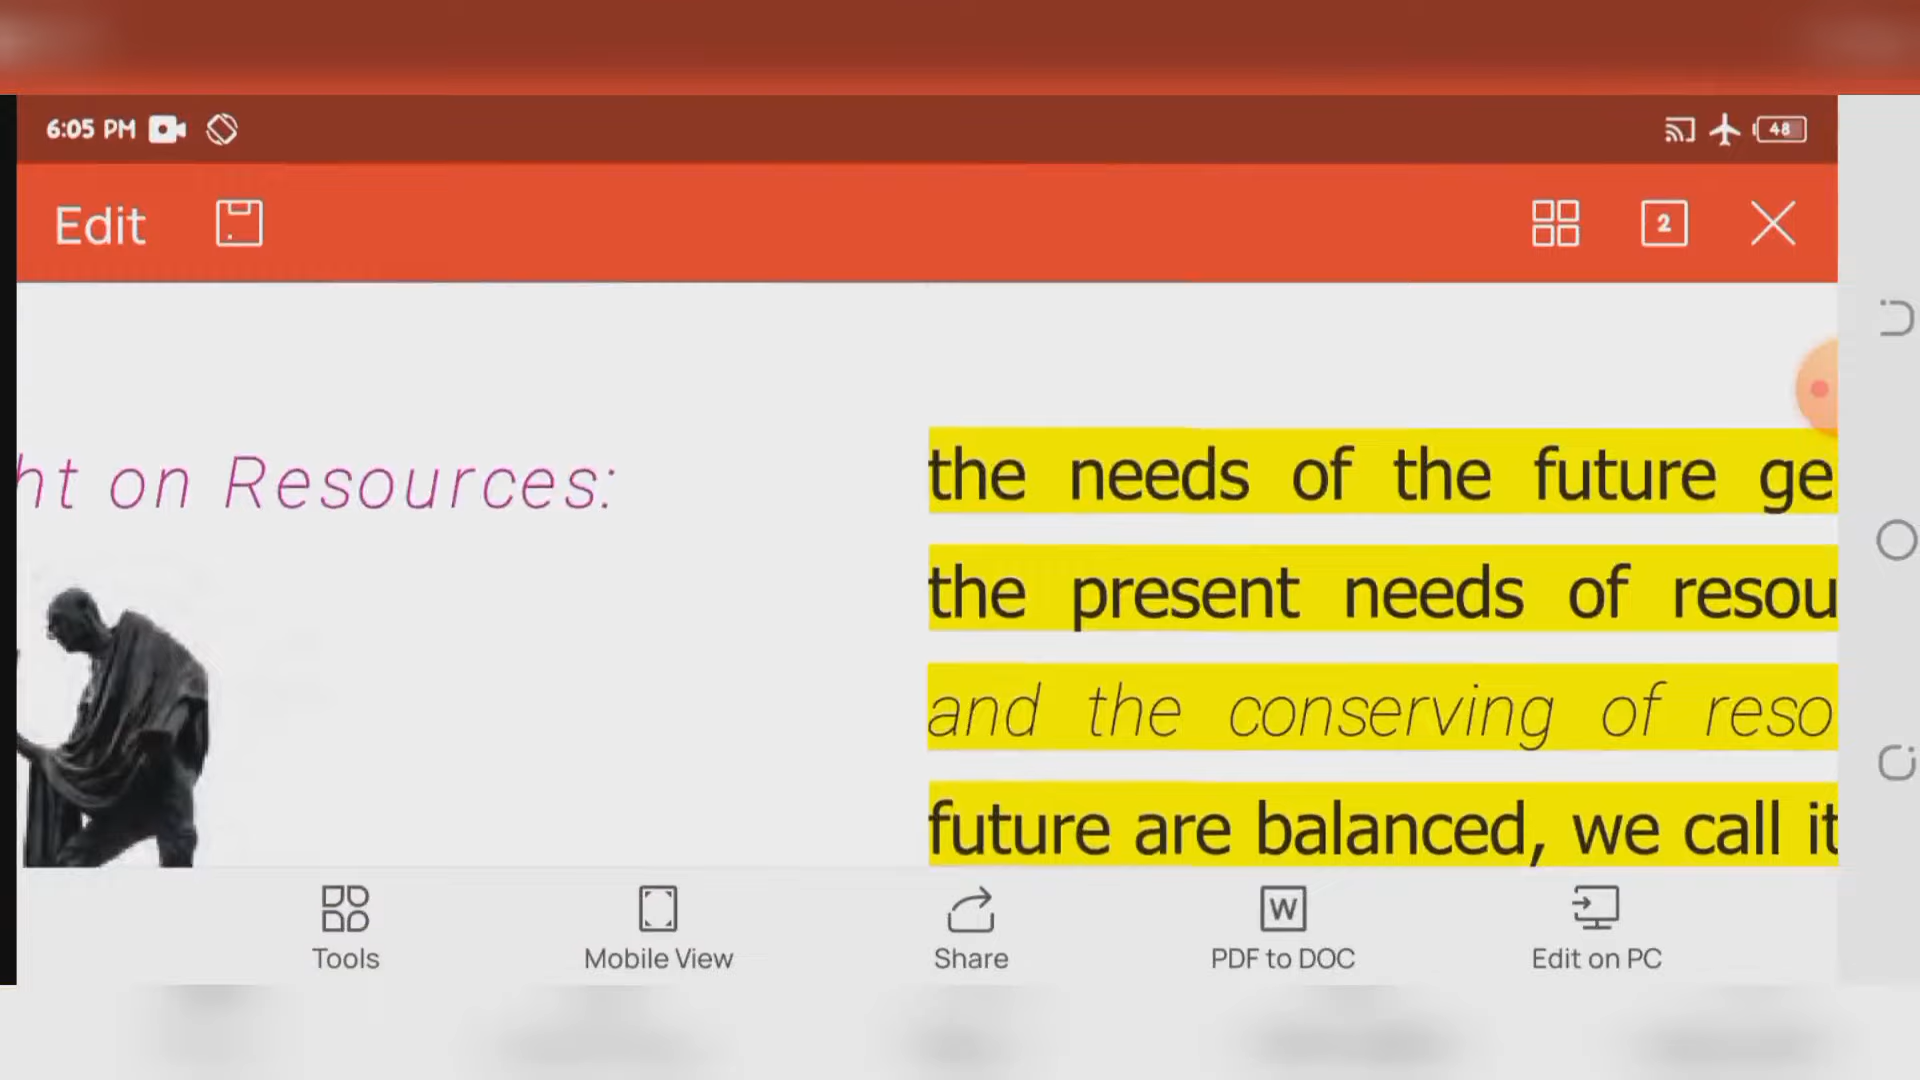 6:05 PM
48
Edit
2
ht on Resources:
the needs of the future ge
the present needs of resou
and the conserving of reso
future are balanced, we call it
Tools
Mobile View
Share
W
PDF to DOC
Edit on PC